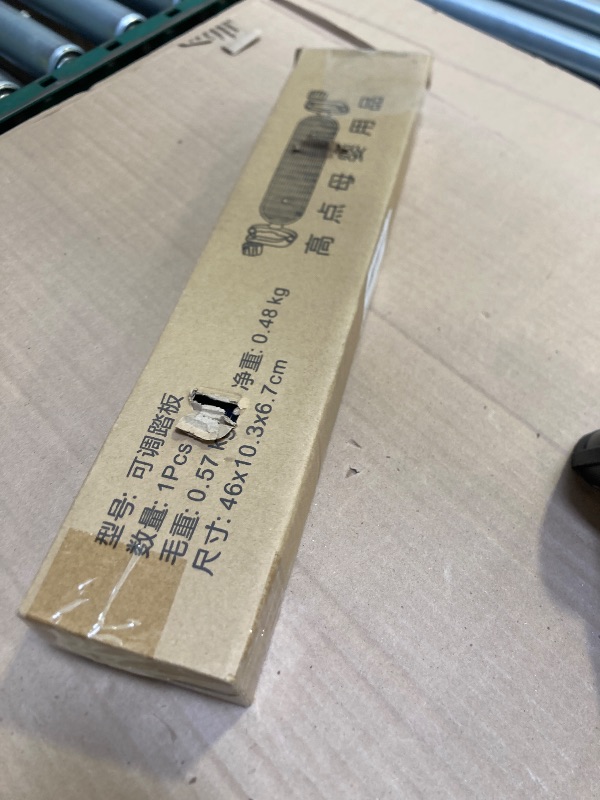 高点母婴用品
型号: 可调踏板
数量: 1Pcs
毛重: 0.57 kg 净重: 0.48 kg
尺寸: 46x10.3x6.7cm